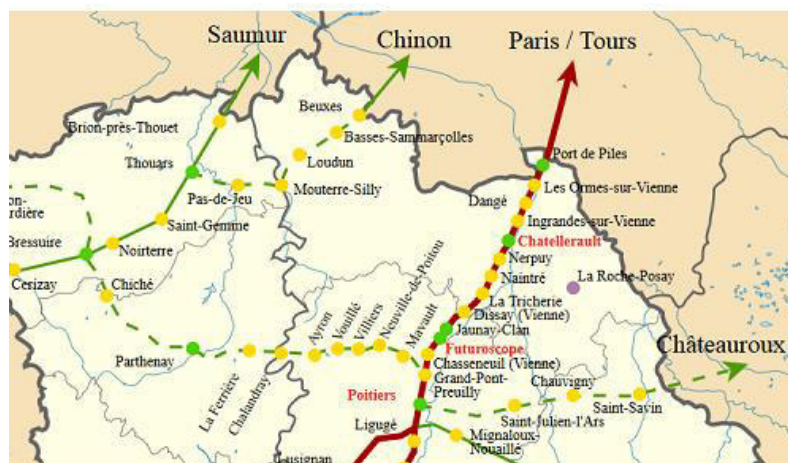 Saumur
Chinon
Paris / Tours
Beuxes
Brion-près-Thouet
Basses-Sammarçolles
Thouars
Loudun
Port de Piles
Pas-de-Jeu
Mouterre-Silly
Les Ormes-sur-Vienne
Dangé
on-
rdière
Saint-Gemme
Ingrandes-sur-Vienne
Bressuire
Noirterre
Chatellerault
Nerpuy
Cerizay
Chiché
Naintré
La Roche-Posay
La Tricherie
Dissay (Vienne)
Ayron
Vouillé
Villiers
Neuville-de-Poitou
Mavault
Jaunay-Clan
Futuroscope
Châteauroux
Parthenay
La Ferrière
Chalandray
Chasseneuil (Vienne)
Grand-Pont-
Preuilly
Chauvigny
Poitiers
Saint-Savin
Saint-Julien-l'Ars
Ligugé
Mignaloux-
Nouaillé
Lusignan